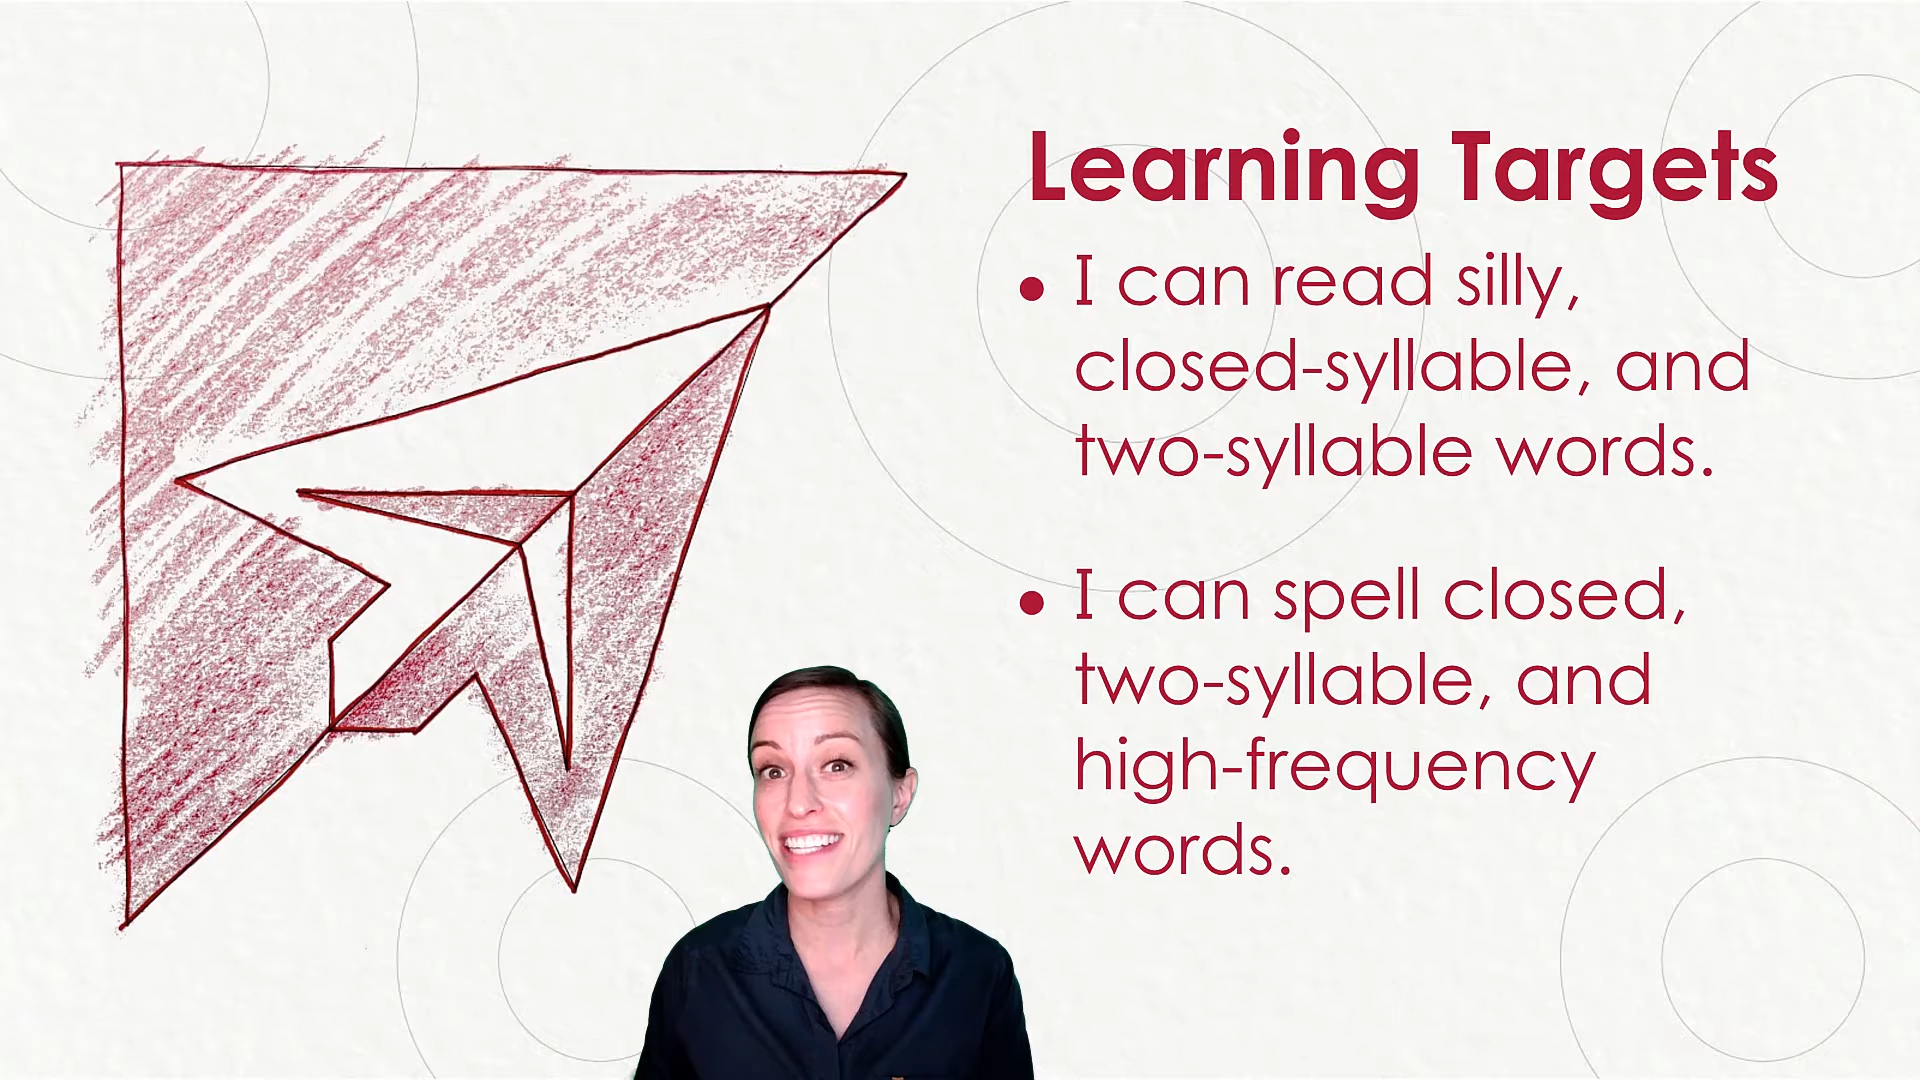 Learning Targets
• I can read silly,
closed-syllable, and
two-syllable words.
• I can spell closed,
two-syllable, and
high-frequency
words.